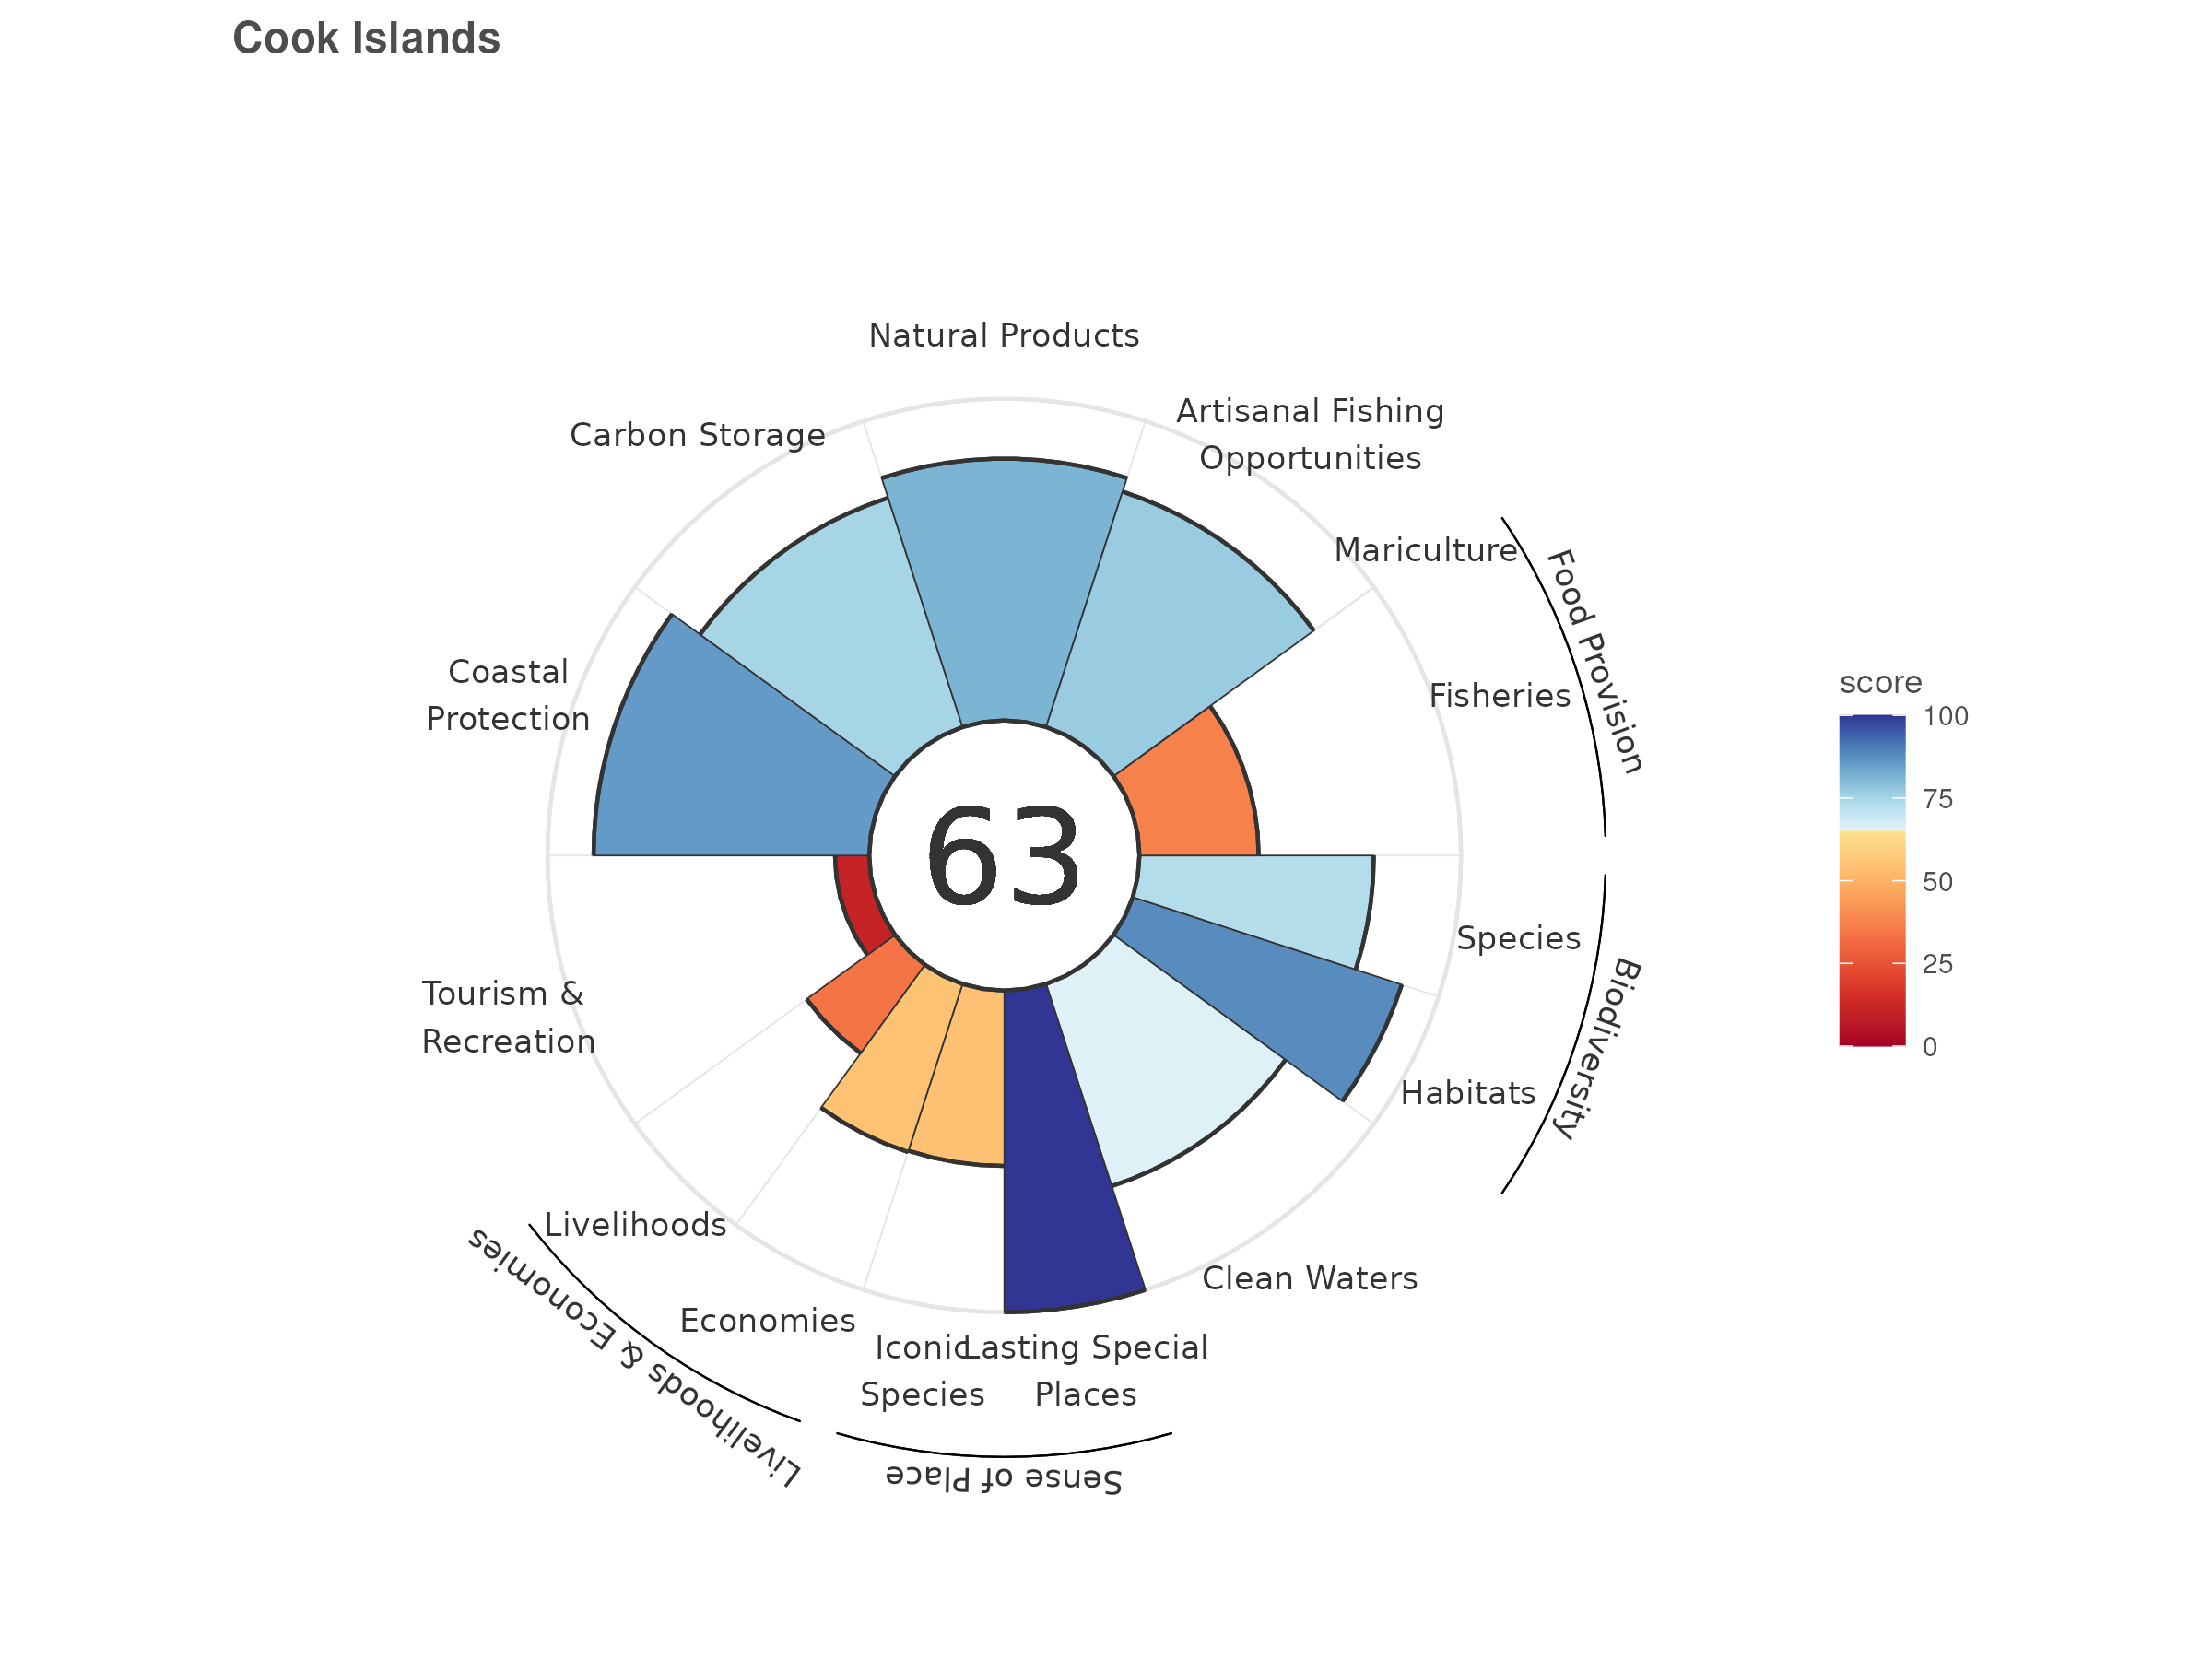 Cook Islands
Natural Products
Artisanal Fishing
Opportunities
Carbon Storage
Mariculture
Food Provision
Fisheries
Coastal
Protection
score
100
75
50
25
0
63
Species
Biodiversity
Habitats
Tourism &
Recreation
Livelihoods
Clean Waters
Economies
Livelihoods & Economies
Iconic
Species
Lasting Special
Places
Sense of Place